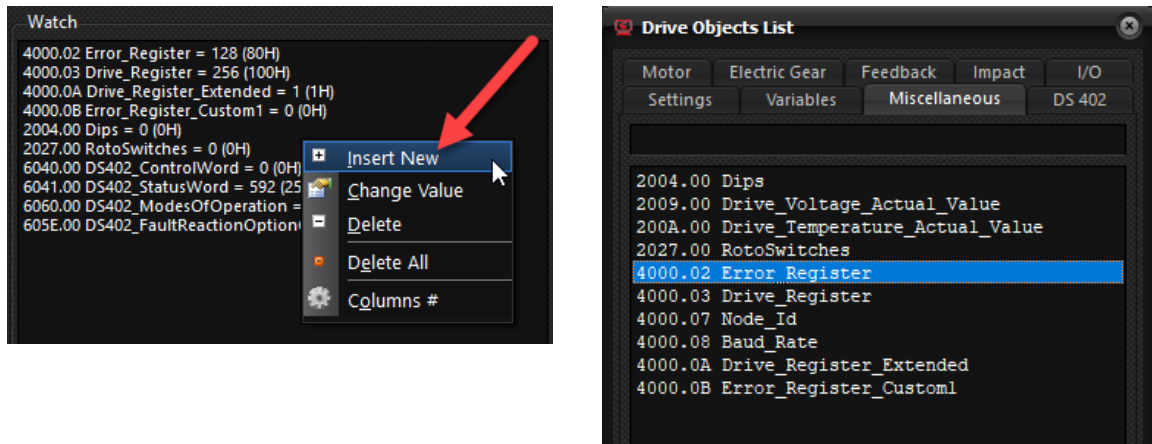 Watch
4000.02 Error_Register = 128 (80H)
4000.03 Drive_Register = 256 (100H)
4000.0A Drive_Register_Extended = 1 (1H)
4000.0B Error_Register_Custom1 = 0 (0H)
2004.00 Dips = 0 (0H)
2027.00 RotoSwitches = 0 (0H)
6040.00 DS402_ControlWord = 0 (0H)
6041.00 DS402_StatusWord = 592 (25
6060.00 DS402_ModesOfOperation =
605E.00 DS402_FaultReactionOption
Insert New
Change Value
Delete
Delete All
Columns #
Drive Objects List
Motor Electric Gear Feedback Impact I/O
Settings Variables Miscellaneous DS 402
2004.00 Dips
2009.00 Drive_Voltage_Actual_Value
200A.00 Drive_Temperature_Actual_Value
2027.00 RotoSwitches
4000.02 Error_Register
4000.03 Drive_Register
4000.07 Node_Id
4000.08 Baud_Rate
4000.0A Drive_Register_Extended
4000.0B Error_Register_Custom1